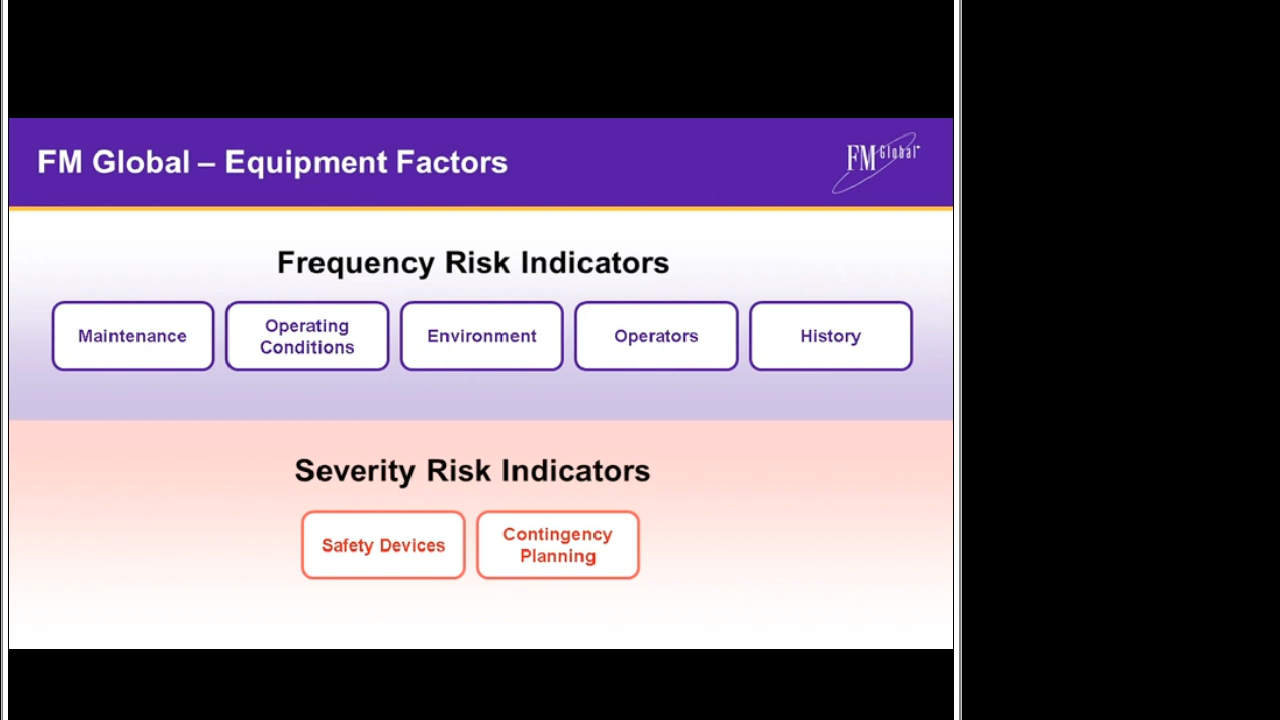 FM Global – Equipment Factors
FM Global
Frequency Risk Indicators
Maintenance
Operating
Conditions
Environment
Operators
History
Severity Risk Indicators
Safety Devices
Contingency
Planning